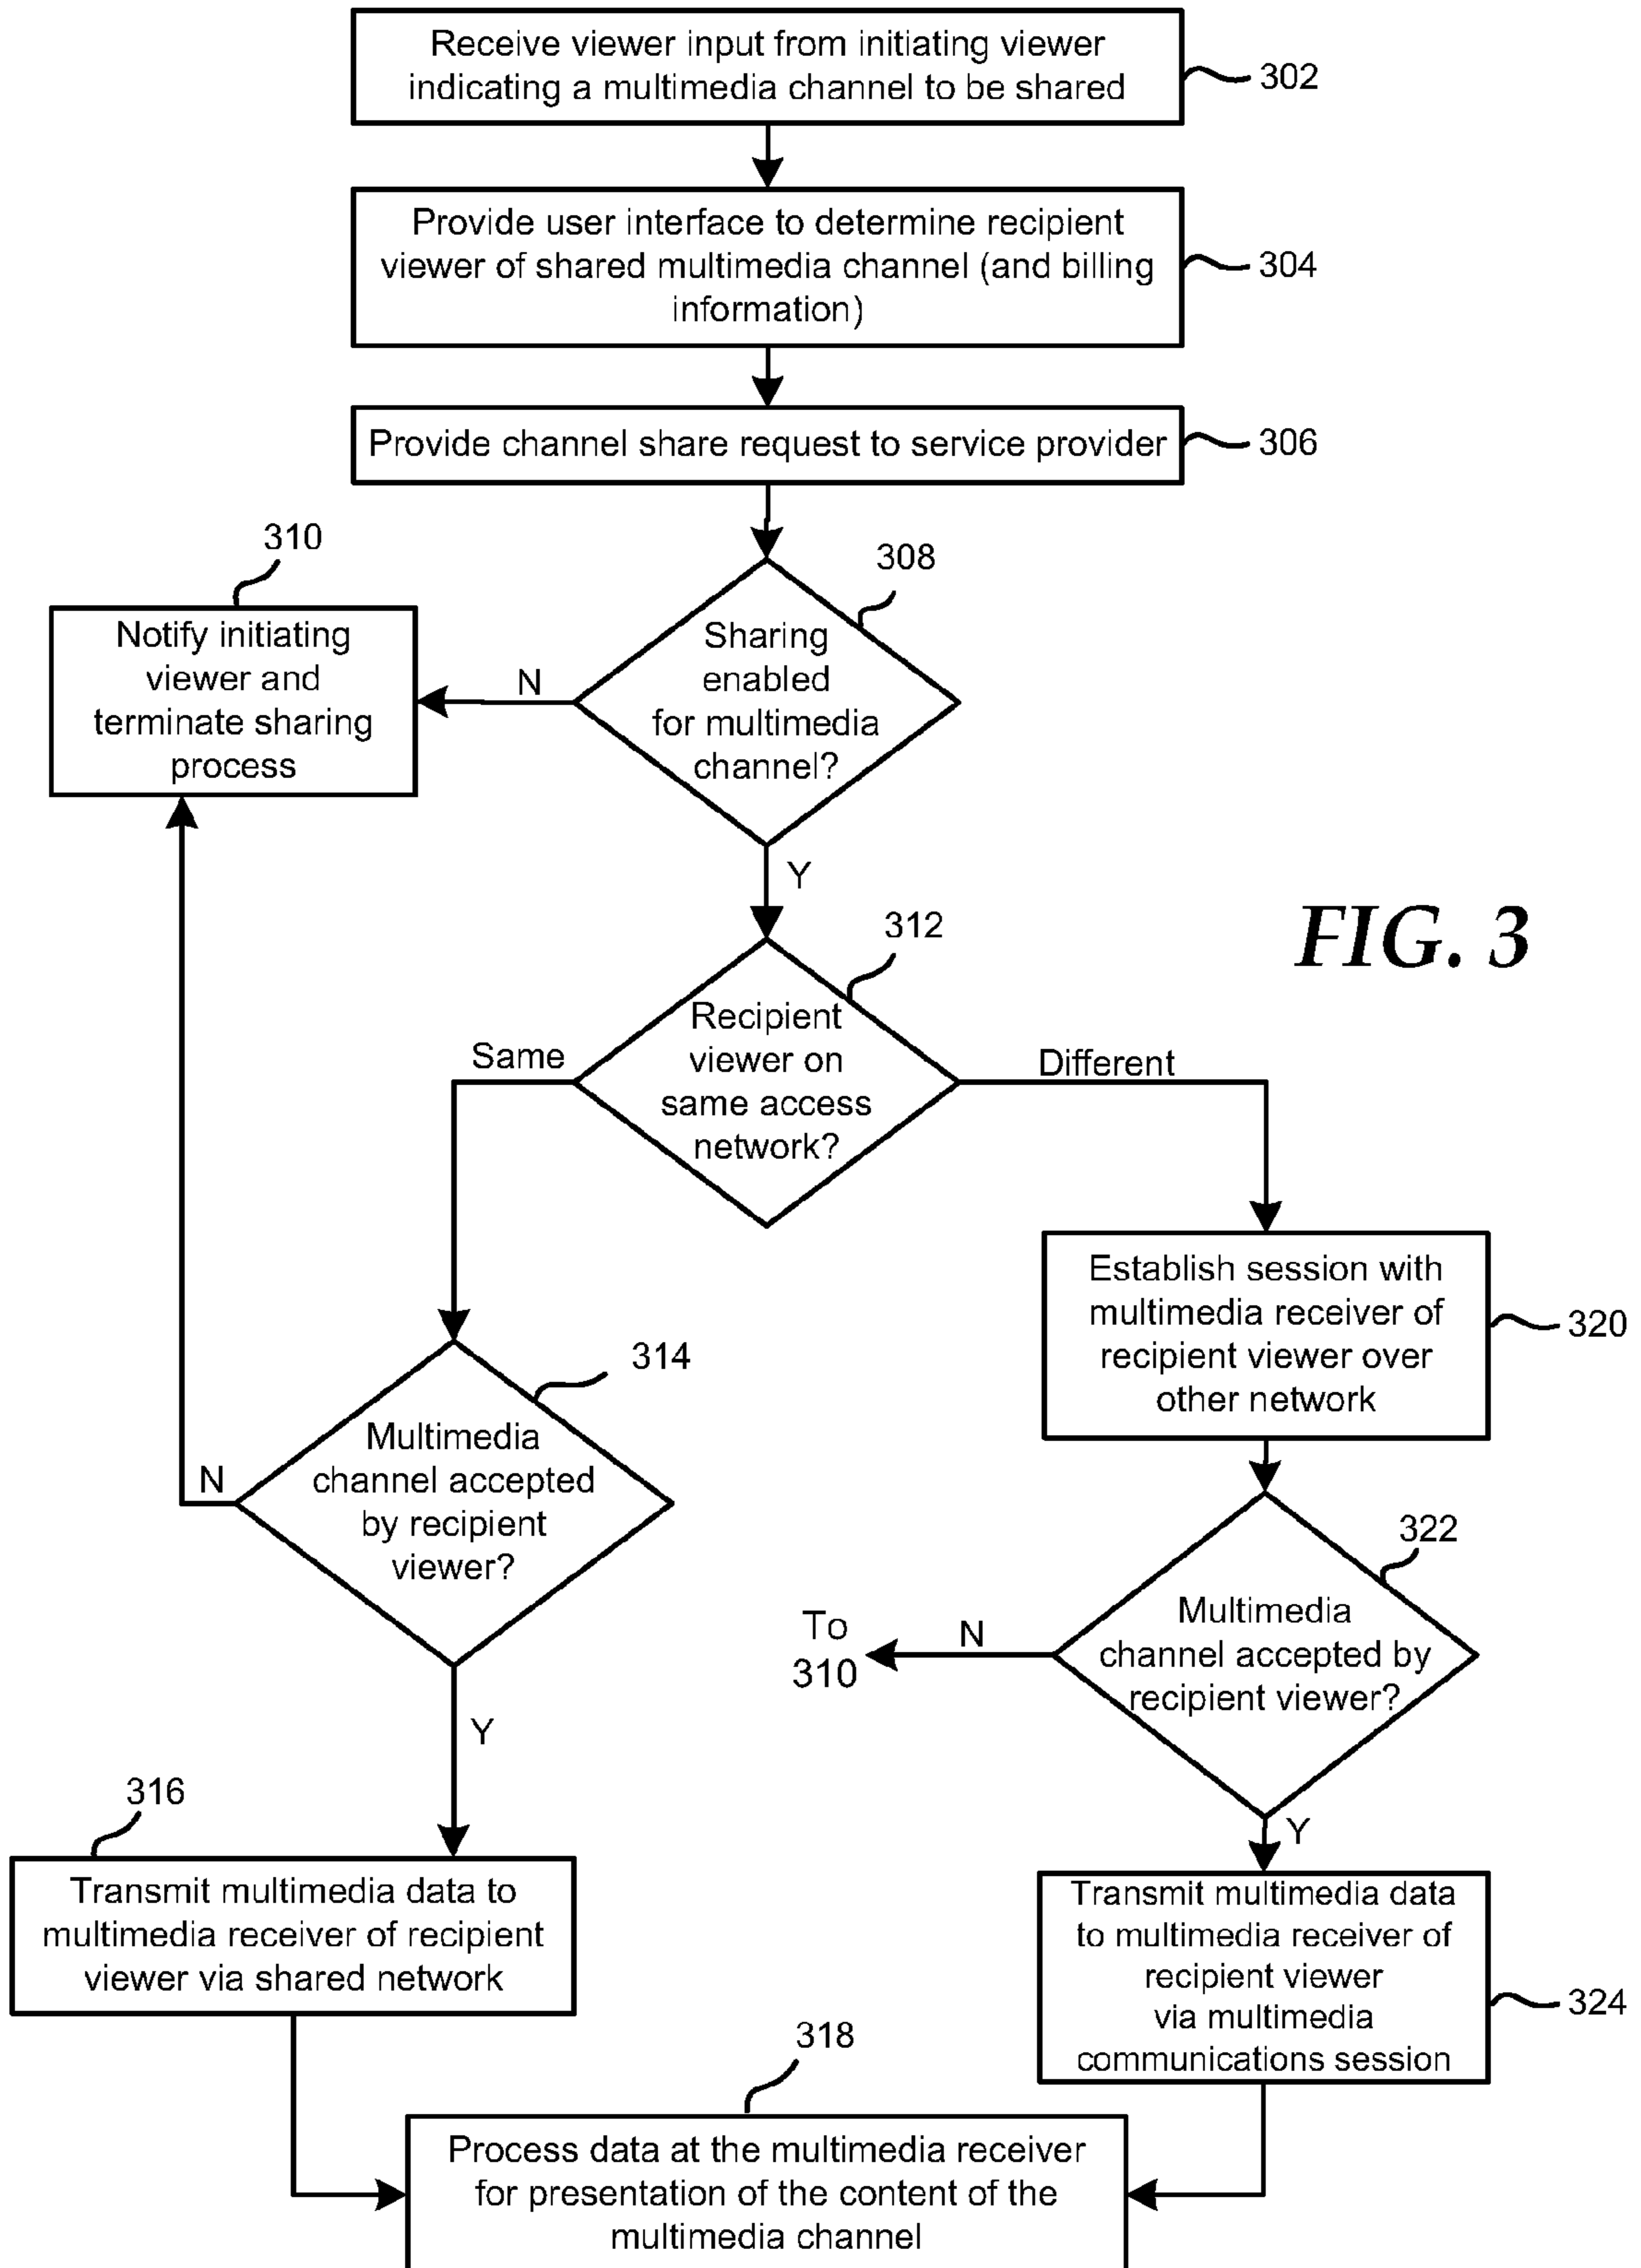 Receive viewer input from initiating viewer
indicating a multimedia channel to be shared
302
Provide user interface to determine recipient
viewer of shared multimedia channel (and billing
information)
304
Provide channel share request to service provider
306
310
Notify initiating
viewer and
terminate sharing
process
308
Sharing
enabled
for multimedia
channel?
N
Y
FIG. 3
312
Recipient
viewer on
same access
network?
Same
Different
Establish session with
multimedia receiver of
recipient viewer over
other network
320
314
Multimedia
channel accepted
by recipient
viewer?
N
Y
322
Multimedia
channel accepted by
recipient viewer?
N
To
310
Y
316
Transmit multimedia data to
multimedia receiver of recipient
viewer via shared network
Transmit multimedia data
to multimedia receiver of
recipient viewer
via multimedia
communications session
324
318
Process data at the multimedia receiver
for presentation of the content of the
multimedia channel